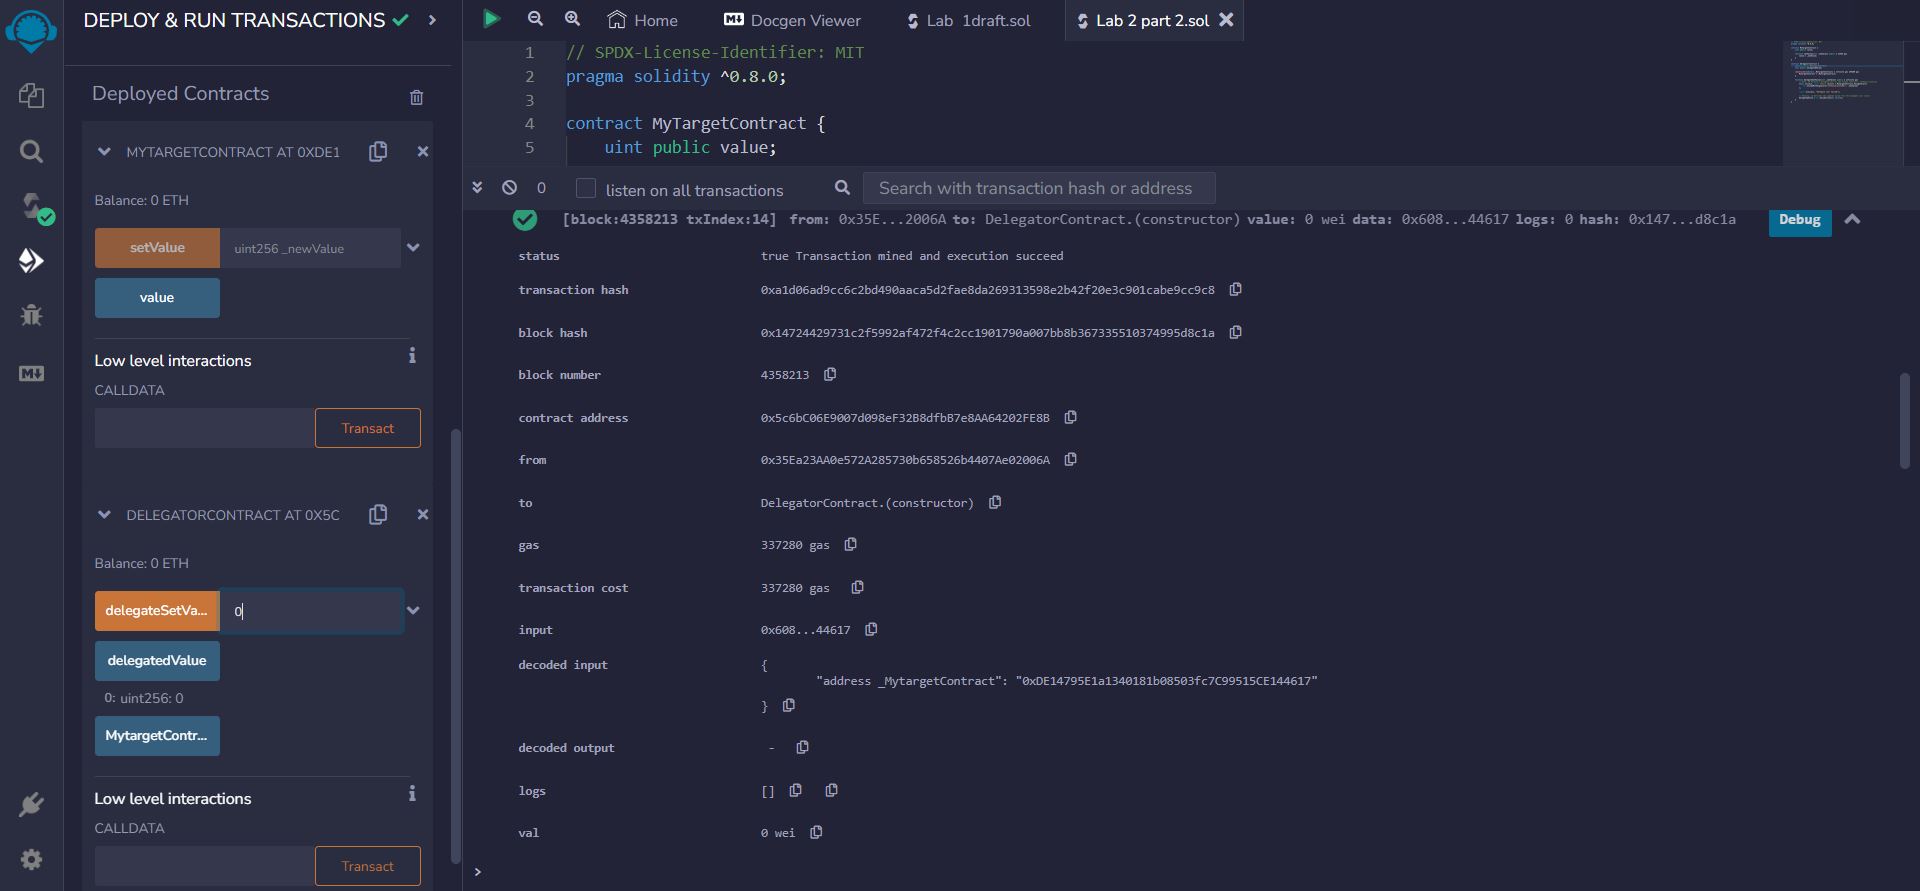 DEPLOY & RUN TRANSACTIONS
Deployed Contracts
MYTARGETCONTRACT AT 0XDE1
Balance: 0 ETH
setValue
uint256 _newValue
value
Low level interactions
CALLDATA
Transact
DELEGATORCONTRACT AT 0X5C
Balance: 0 ETH
delegateSetVa...
0
delegatedValue
0: uint256: 0
MytargetContr...
Low level interactions
CALLDATA
Transact
Home
Docgen Viewer
Lab 1draft.sol
Lab 2 part 2.sol
1 // SPDX-License-Identifier: MIT
2 pragma solidity ^0.8.0;
3
4 contract MyTargetContract {
5 uint public value;
0
listen on all transactions
Search with transaction hash or address
[block:4358213 txIndex:14] from: 0x35E...2006A to: DelegatorContract.(constructor) value: 0 wei data: 0x608...44617 logs: 0 hash: 0x147...d8c1a
Debug
status true Transaction mined and execution succeed
transaction hash 0xa1d06ad9cc6c2bd490aaca5d2fae8da269313598e2b42f20e3c901cabe9cc9c8
block hash 0x14724429731c2f5992af472f4c2cc1901790a007bb8b367335510374995d8c1a
block number 4358213
contract address 0x5c6bC06E9007d098eF32B8dfbB7e8AA64202FE8B
from 0x35Ea23AA0e572A285730b658526b4407Ae02006A
to DelegatorContract.(constructor)
gas 337280 gas
transaction cost 337280 gas
input 0x608...44617
decoded input {
"address _MytargetContract": "0xDE14795E1a1340181b08503fc7C99515CE144617"
}
decoded output -
logs []
val 0 wei
>